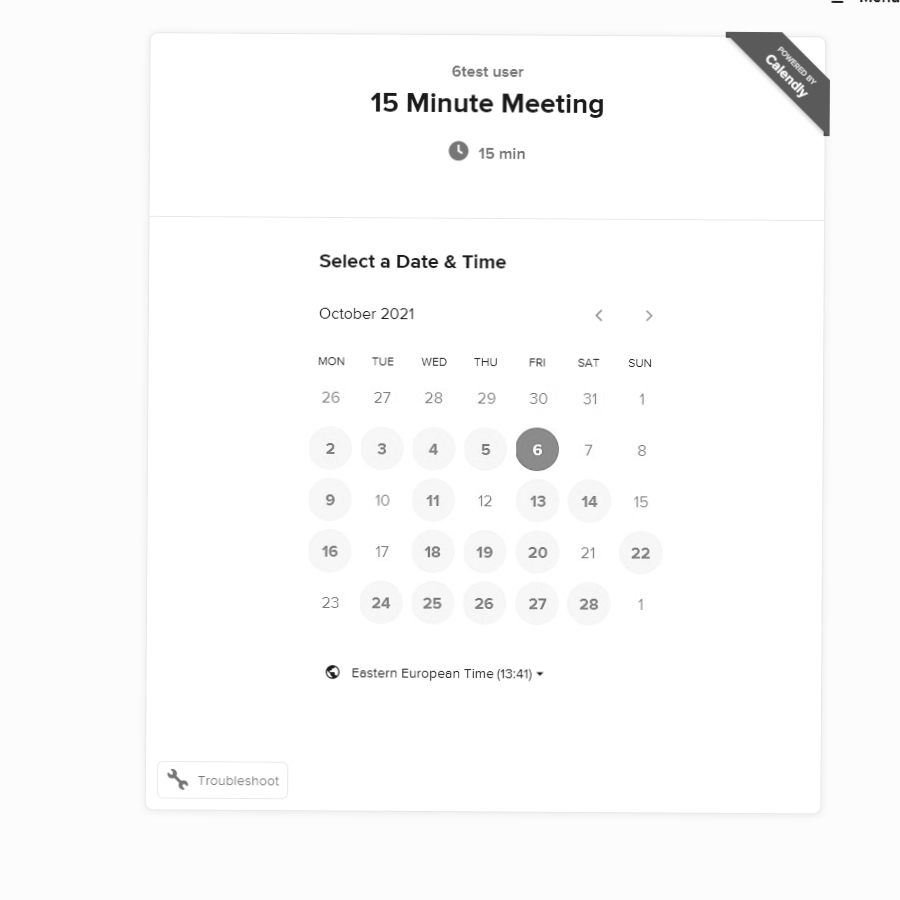 POWERED BY
Calendly
6test user
15 Minute Meeting
15 min
Select a Date & Time
October 2021
MON TUE WED THU FRI SAT SUN
26 27 28 29 30 31 1
2 3 4 5 6 7 8
9 10 11 12 13 14 15
16 17 18 19 20 21 22
23 24 25 26 27 28 1
Eastern European Time (13:41)
Troubleshoot